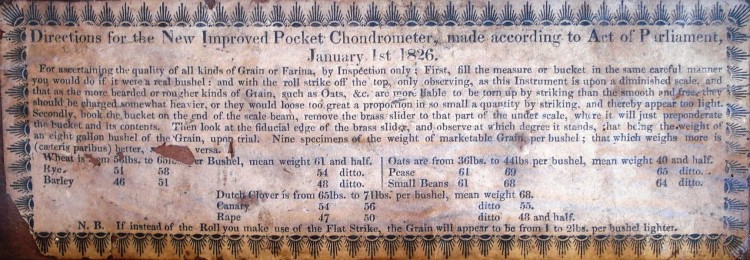 Directions for the New Improved Pocket Chondrometer, made according to Act of Parliament,
January 1st 1826.
For ascertaining the quality of all kinds of Grain or Farina, by Inspection only; First, fill the measure or bucket in the same careful manner
you would do if it were a real bushel: and with the roll strike off the top, only observing, as this Instrument is upon a diminished scale, and
that as the more bearded or rougher kinds of Grain, such as Oats, &c. are more liable to be torn up by striking than the smooth and free, they
should be charged somewhat heavier, or they would loose too great a proportion in so small a quantity by striking, and thereby appear too light.
Secondly, hook the bucket on the end of the scale beam, remove the brass slider to that part of the under scale, where it will just preponderate
the bucket and its contents. Then look at the fiducial edge of the brass slider, and observe at which degree it stands, that being the weight of
an eight gallon bushel of the Grain, upon trial. Nine specimens of the weight of marketable Grain per bushel; that which weighs more is
(cæteris paribus) better, versa.
Wheat is from 58lbs. to 65lbs. per Bushel, mean weight 61 and half. Oats are from 36lbs. to 44lbs per bushel, mean weight 40 and half.
Rye 51 58 54 ditto. Pease 61 69 65 ditto.
Barley 46 51 48 ditto. Small Beans 61 68 64 ditto.
Dutch Clover is from 65lbs. to 71lbs. per bushel, mean weight 68.
Canary 54 56 ditto 55.
Rape 47 50 ditto 48 and half.
N. B. If instead of the Roll you make use of the Flat Strike, the Grain will appear to be from 1 to 2lbs. per bushel lighter.